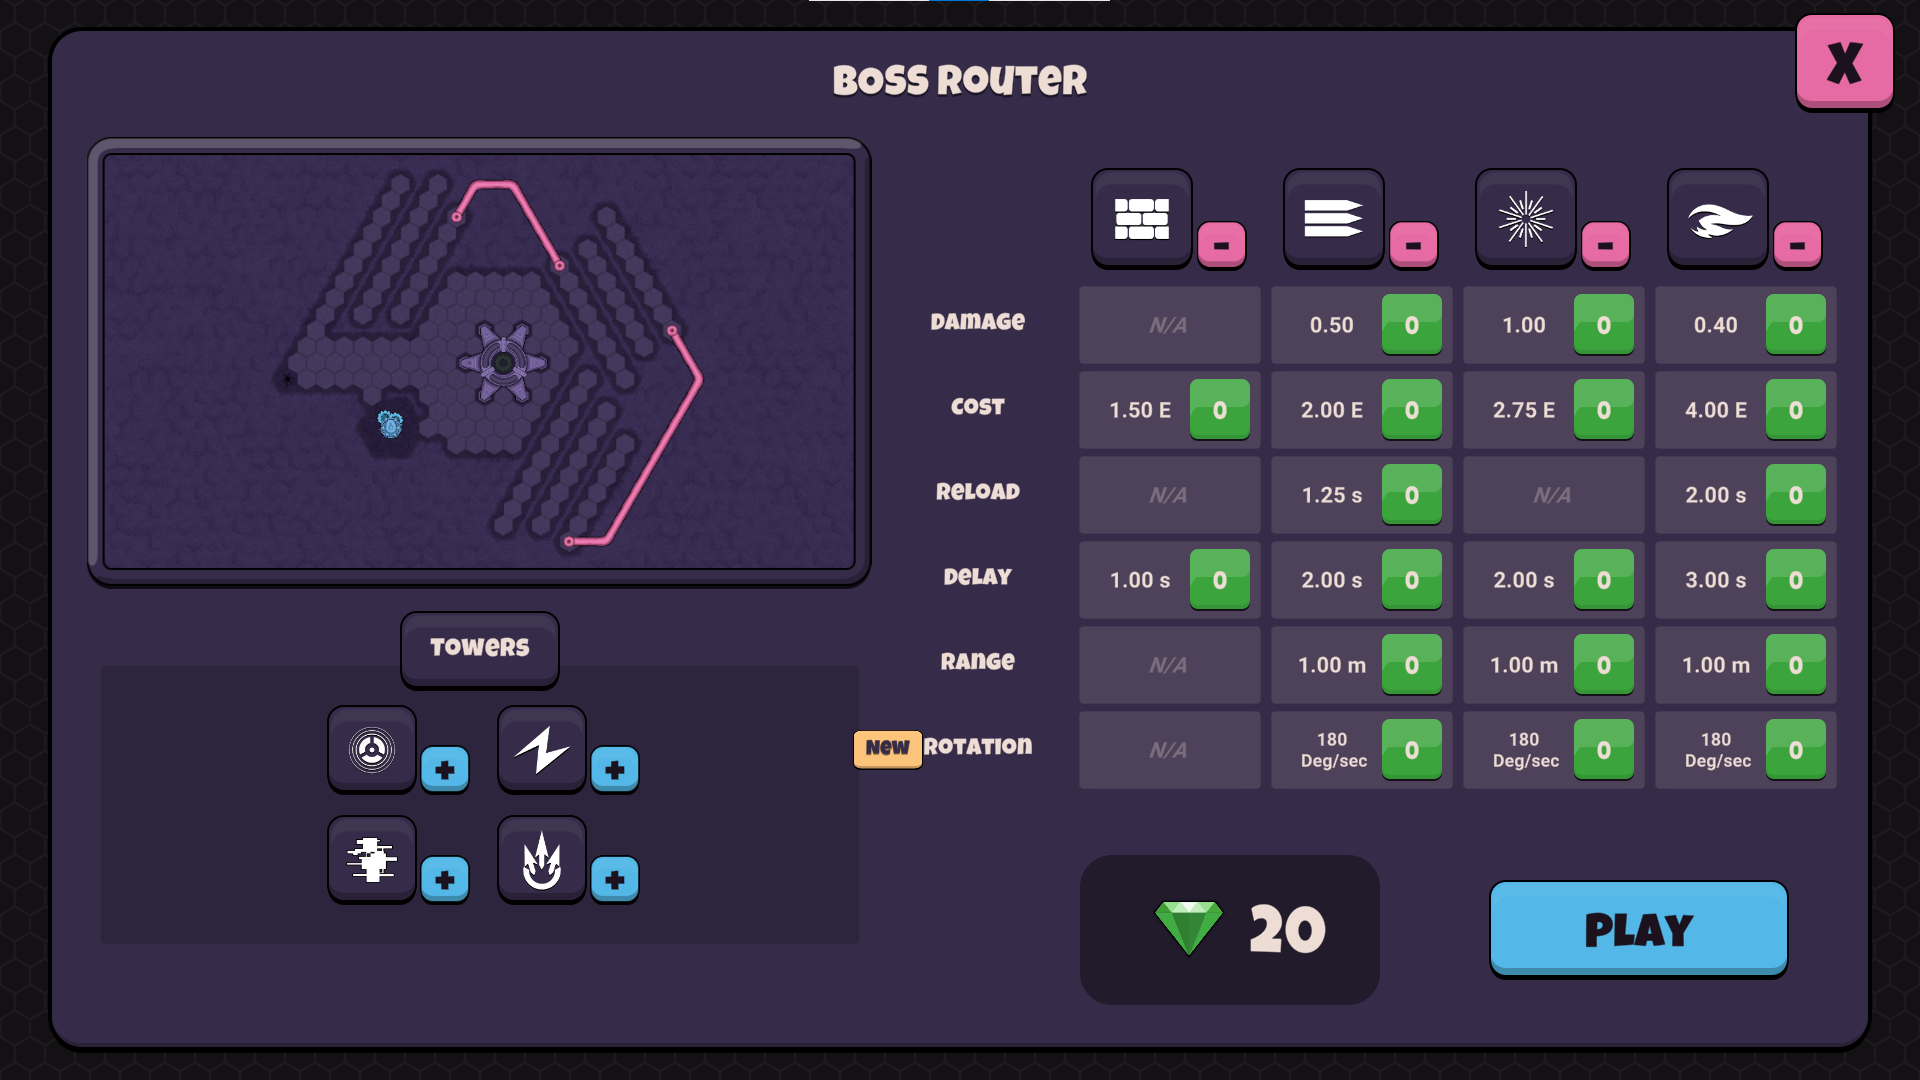 BOSS ROUTER
X
- - - -
DAMAGE N/A 0.50 0 1.00 0 0.40 0
COST 1.50 E 0 2.00 E 0 2.75 E 0 4.00 E 0
RELOAD N/A 1.25 s 0 N/A 2.00 s 0
DELAY 1.00 s 0 2.00 s 0 2.00 s 0 3.00 s 0
RANGE N/A 1.00 m 0 1.00 m 0 1.00 m 0
New ROTATION N/A 180 Deg/sec 0 180 Deg/sec 0 180 Deg/sec 0
TOWERS
+ +
+ +
20
PLAY